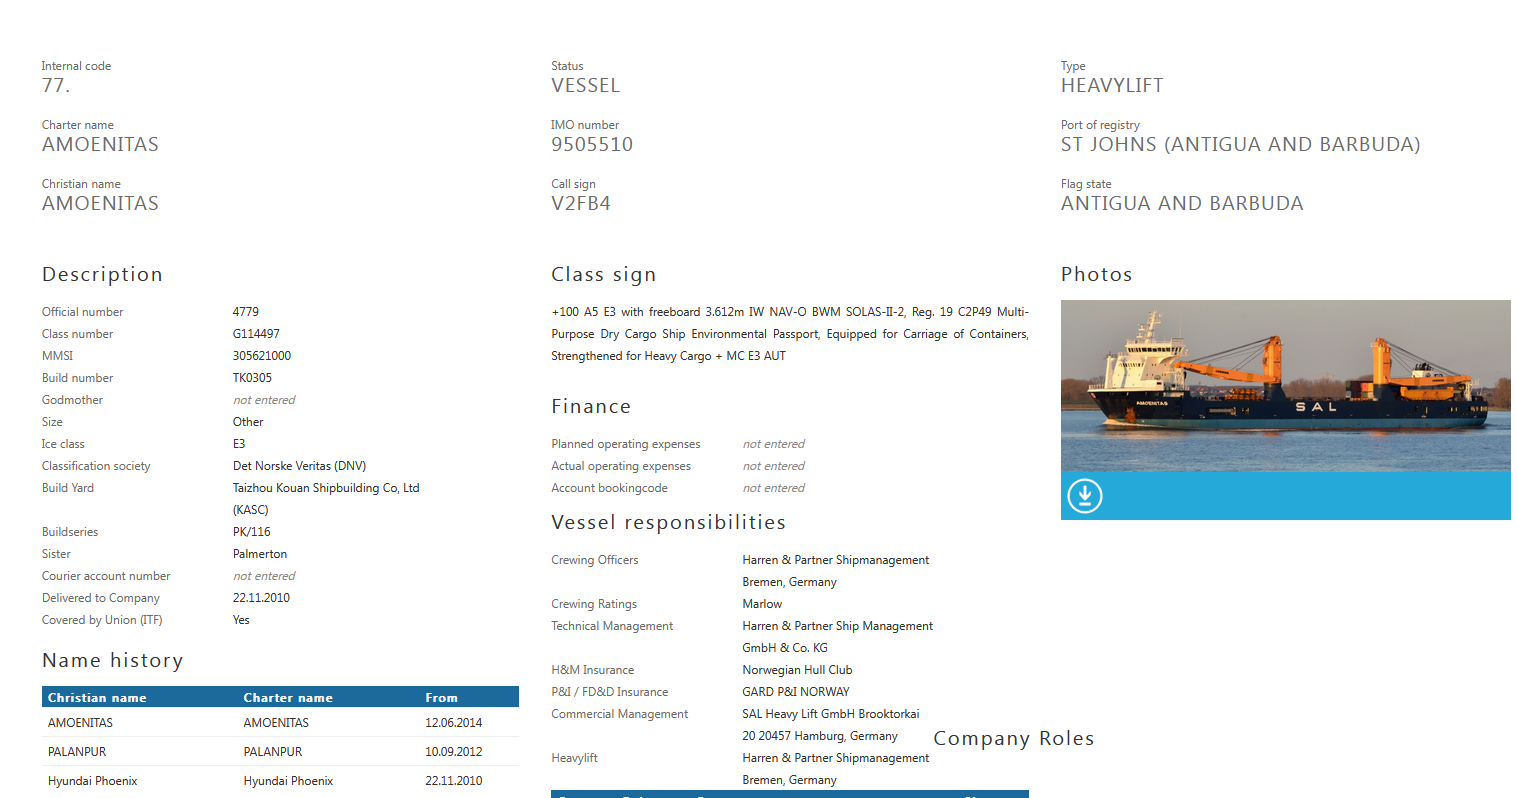 Internal code
77.
Status
VESSEL
Type
HEAVYLIFT
Charter name
AMOENITAS
IMO number
9505510
Port of registry
ST JOHNS (ANTIGUA AND BARBUDA)
Christian name
AMOENITAS
Call sign
V2FB4
Flag state
ANTIGUA AND BARBUDA
Description
Official number 4779
Class number G114497
MMSI 305621000
Build number TK0305
Godmother not entered
Size Other
Ice class E3
Classification society Det Norske Veritas (DNV)
Build Yard Taizhou Kouan Shipbuilding Co, Ltd
(KASC)
Buildseries PK/116
Sister Palmerton
Courier account number not entered
Delivered to Company 22.11.2010
Covered by Union (ITF) Yes
Name history
Christian name Charter name From
AMOENITAS AMOENITAS 12.06.2014
PALANPUR PALANPUR 10.09.2012
Hyundai Phoenix Hyundai Phoenix 22.11.2010
Class sign
+100 A5 E3 with freeboard 3.612m IW NAV-O BWM SOLAS-II-2, Reg. 19 C2P49 Multi-
Purpose Dry Cargo Ship Environmental Passport, Equipped for Carriage of Containers,
Strengthened for Heavy Cargo + MC E3 AUT
Finance
Planned operating expenses not entered
Actual operating expenses not entered
Account bookingcode not entered
Vessel responsibilities
Crewing Officers Harren & Partner Shipmanagement
Bremen, Germany
Crewing Ratings Marlow
Technical Management Harren & Partner Ship Management
GmbH & Co. KG
H&M Insurance Norwegian Hull Club
P&I / FD&D Insurance GARD P&I NORWAY
Commercial Management SAL Heavy Lift GmbH Brooktorkai
20 20457 Hamburg, Germany
Heavylift Harren & Partner Shipmanagement
Bremen, Germany
Company Roles
Photos
AMOENITAS
SAL